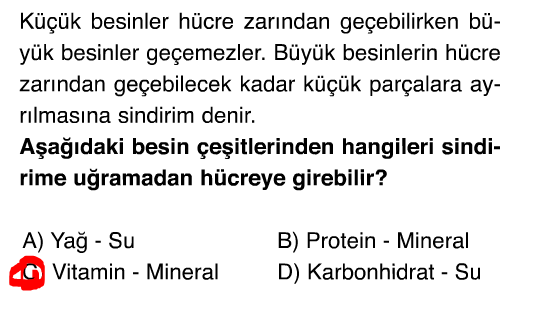 Küçük besinler hücre zarından geçebilirken bü-
yük besinler geçemezler. Büyük besinlerin hücre
zarından geçebilecek kadar küçük parçalara ay-
rılmasına sindirim denir.
Aşağıdaki besin çeşitlerinden hangileri sindi-
rime uğramadan hücreye girebilir?
A) Yağ - Su B) Protein - Mineral
C) Vitamin - Mineral D) Karbonhidrat - Su